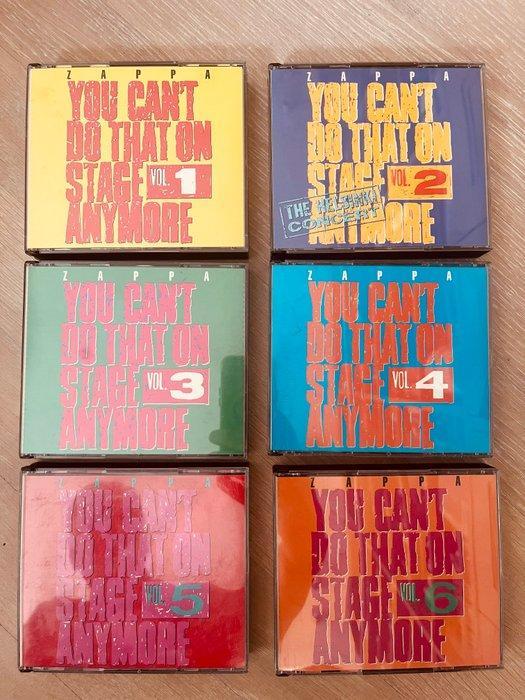 ZAPPA
YOU CAN'T
DO THAT ON
STAGE VOL. 1
ANYMORE
ZAPPA
YOU CAN'T
DO THAT ON
STAGE VOL. 2
THE HELSINKI
CONCERT
ANYMORE
ZAPPA
YOU CAN'T
DO THAT ON
STAGE VOL. 3
ANYMORE
ZAPPA
YOU CAN'T
DO THAT ON
STAGE VOL. 4
ANYMORE
ZAPPA
YOU CAN'T
DO THAT ON
STAGE VOL. 5
ANYMORE
ZAPPA
YOU CAN'T
DO THAT ON
STAGE VOL. 6
ANYMORE